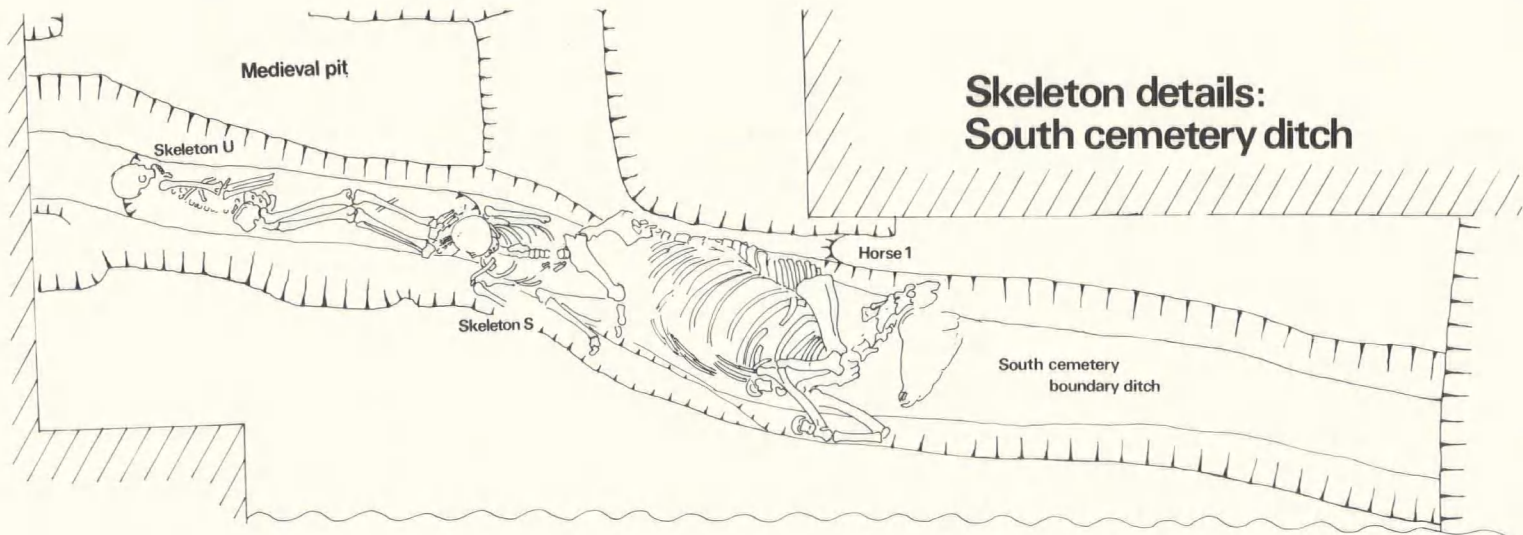 Skeleton details:
South cemetery ditch
Medieval pit
Skeleton U
Horse 1
Skeleton S
South cemetery
boundary ditch